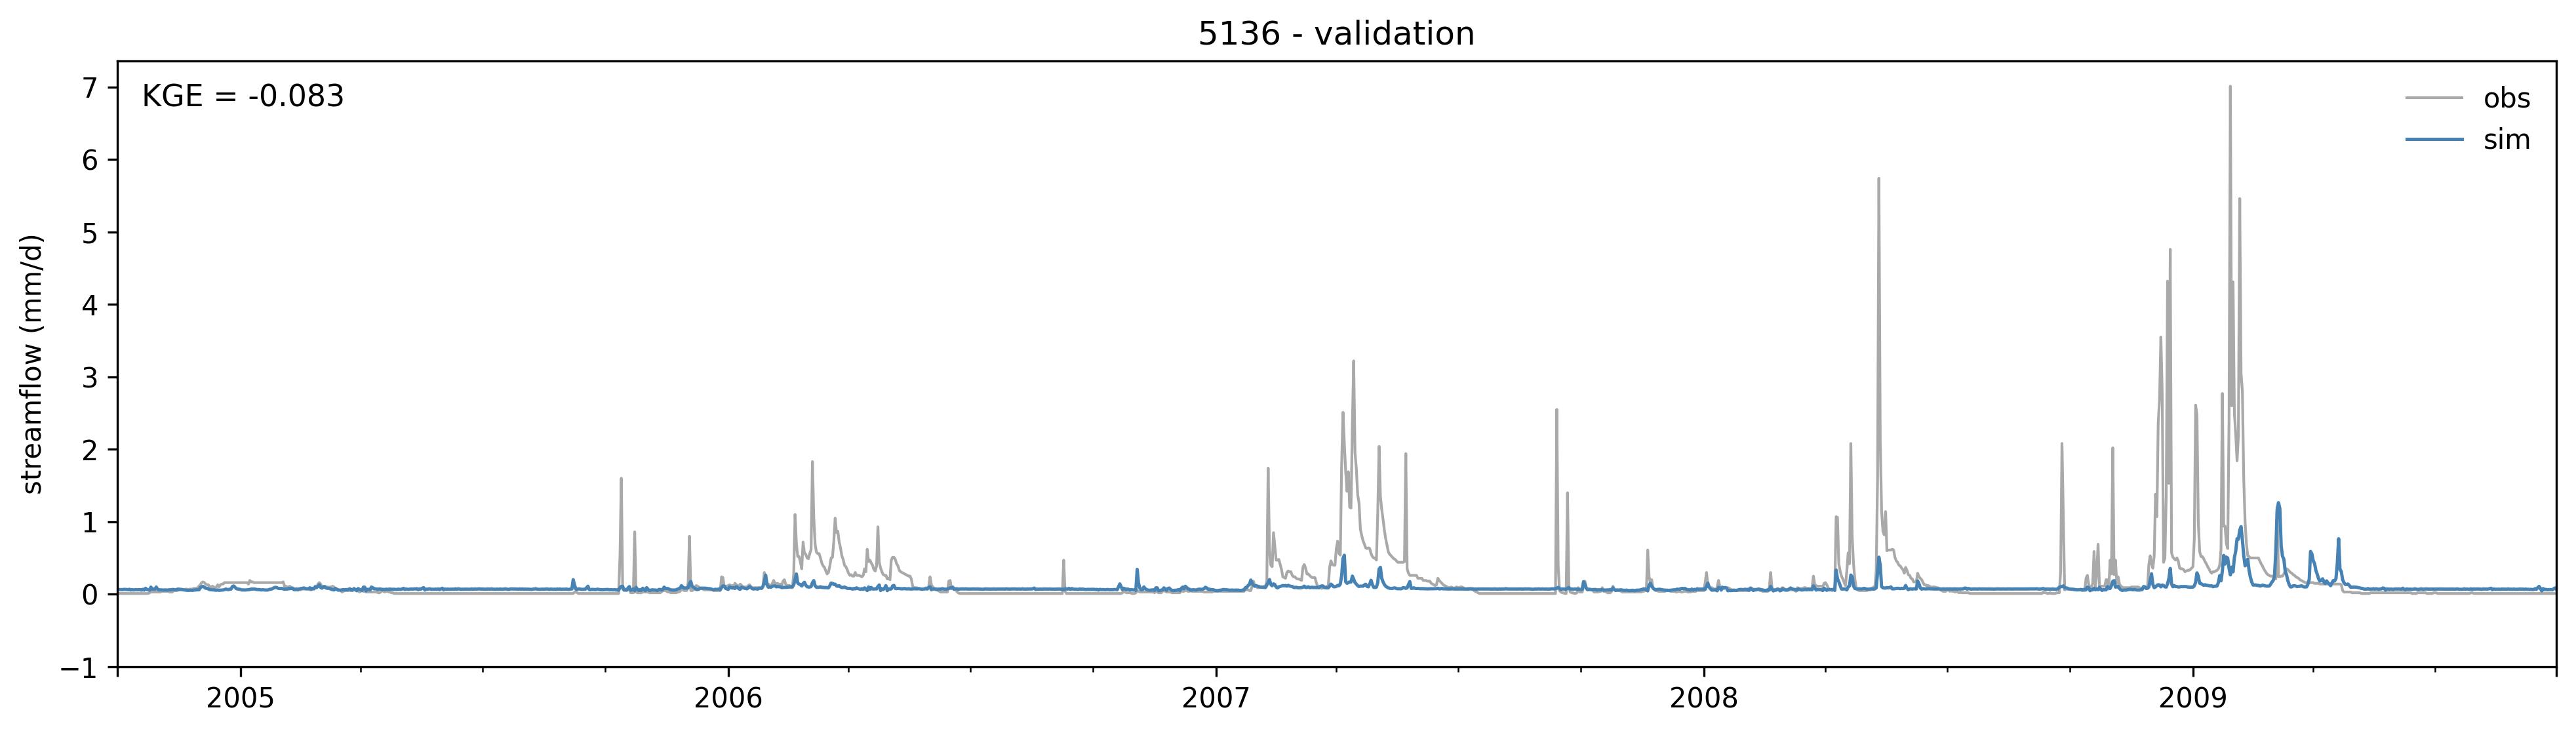 5136 - validation
KGE = -0.083
obs
sim
streamflow (mm/d)
7
6
5
4
3
2
1
0
−1
2005
2006
2007
2008
2009